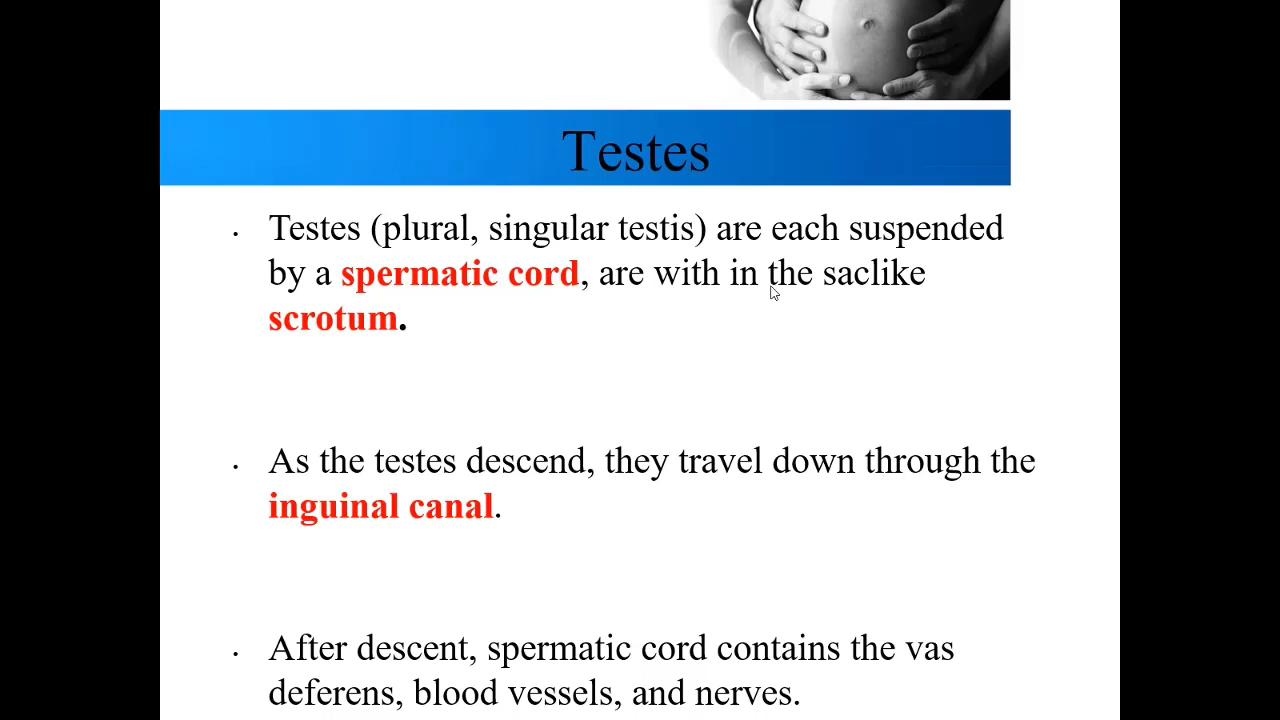 Testes
• Testes (plural, singular testis) are each suspended
by a spermatic cord, are with in the saclike
scrotum.
• As the testes descend, they travel down through the
inguinal canal.
• After descent, spermatic cord contains the vas
deferens, blood vessels, and nerves.